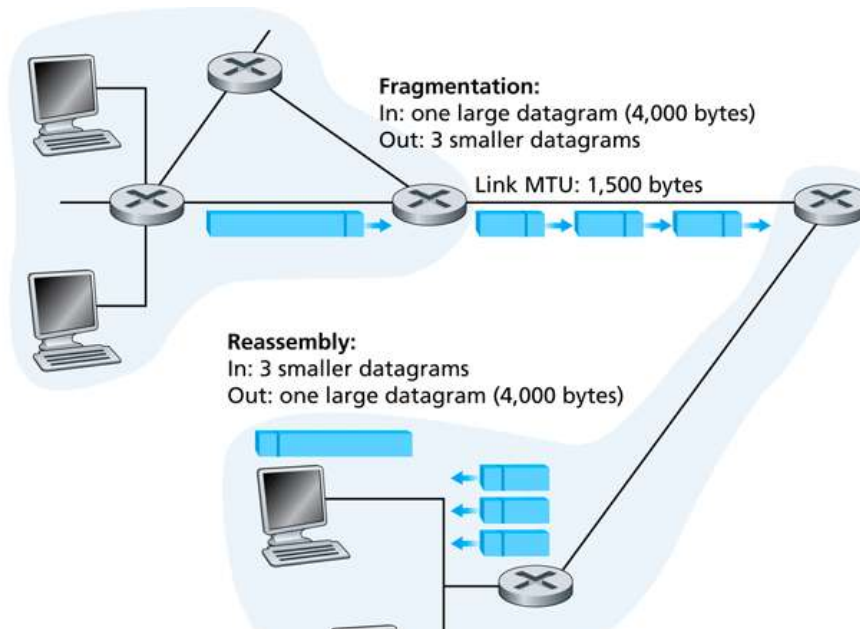 Fragmentation:
In: one large datagram (4,000 bytes)
Out: 3 smaller datagrams
Link MTU: 1,500 bytes
Reassembly:
In: 3 smaller datagrams
Out: one large datagram (4,000 bytes)